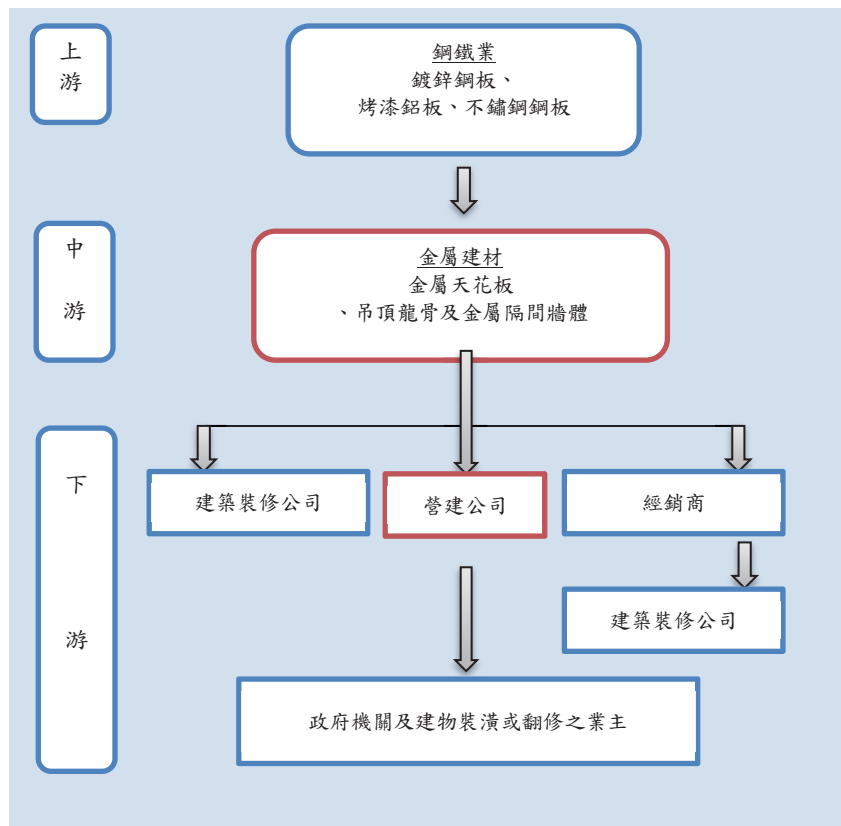 上
游
鋼鐵業
鍍鋅鋼板、
烤漆鋁板、不鏽鋼鋼板
中
游
金屬建材
金屬天花板
、吊頂龍骨及金屬隔間牆體
下
游
建築裝修公司
營建公司
經銷商
建築裝修公司
政府機關及建物裝潢或翻修之業主